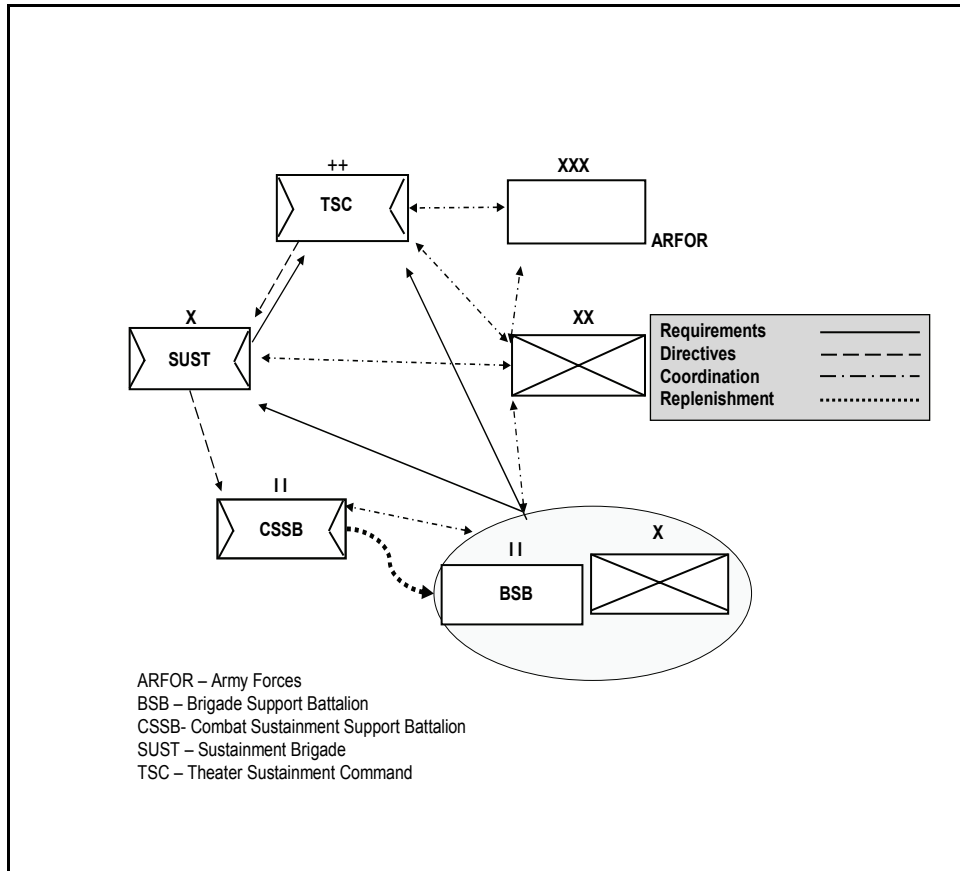 ++
TSC
XXX
ARFOR
X
SUST
XX
Requirements
Directives
Coordination
Replenishment
II
CSSB
II
BSB
X
ARFOR – Army Forces
BSB – Brigade Support Battalion
CSSB- Combat Sustainment Support Battalion
SUST – Sustainment Brigade
TSC – Theater Sustainment Command